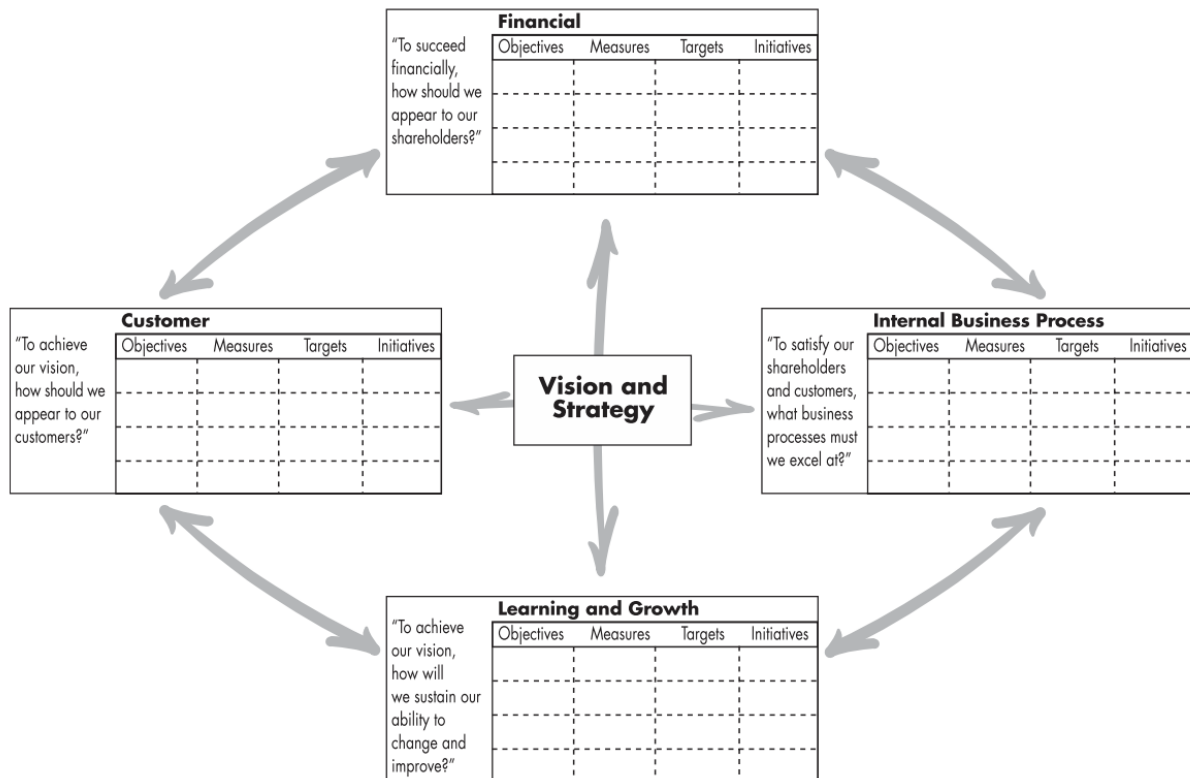 Financial
"To succeed
financially,
how should we
appear to our
shareholders?"
Objectives Measures Targets Initiatives
Customer
"To achieve
our vision,
how should we
appear to our
customers?"
Objectives Measures Targets Initiatives
Vision and
Strategy
Internal Business Process
"To satisfy our
shareholders
and customers,
what business
processes must
we excel at?"
Objectives Measures Targets Initiatives
Learning and Growth
"To achieve
our vision,
how will
we sustain our
ability to
change and
improve?"
Objectives Measures Targets Initiatives